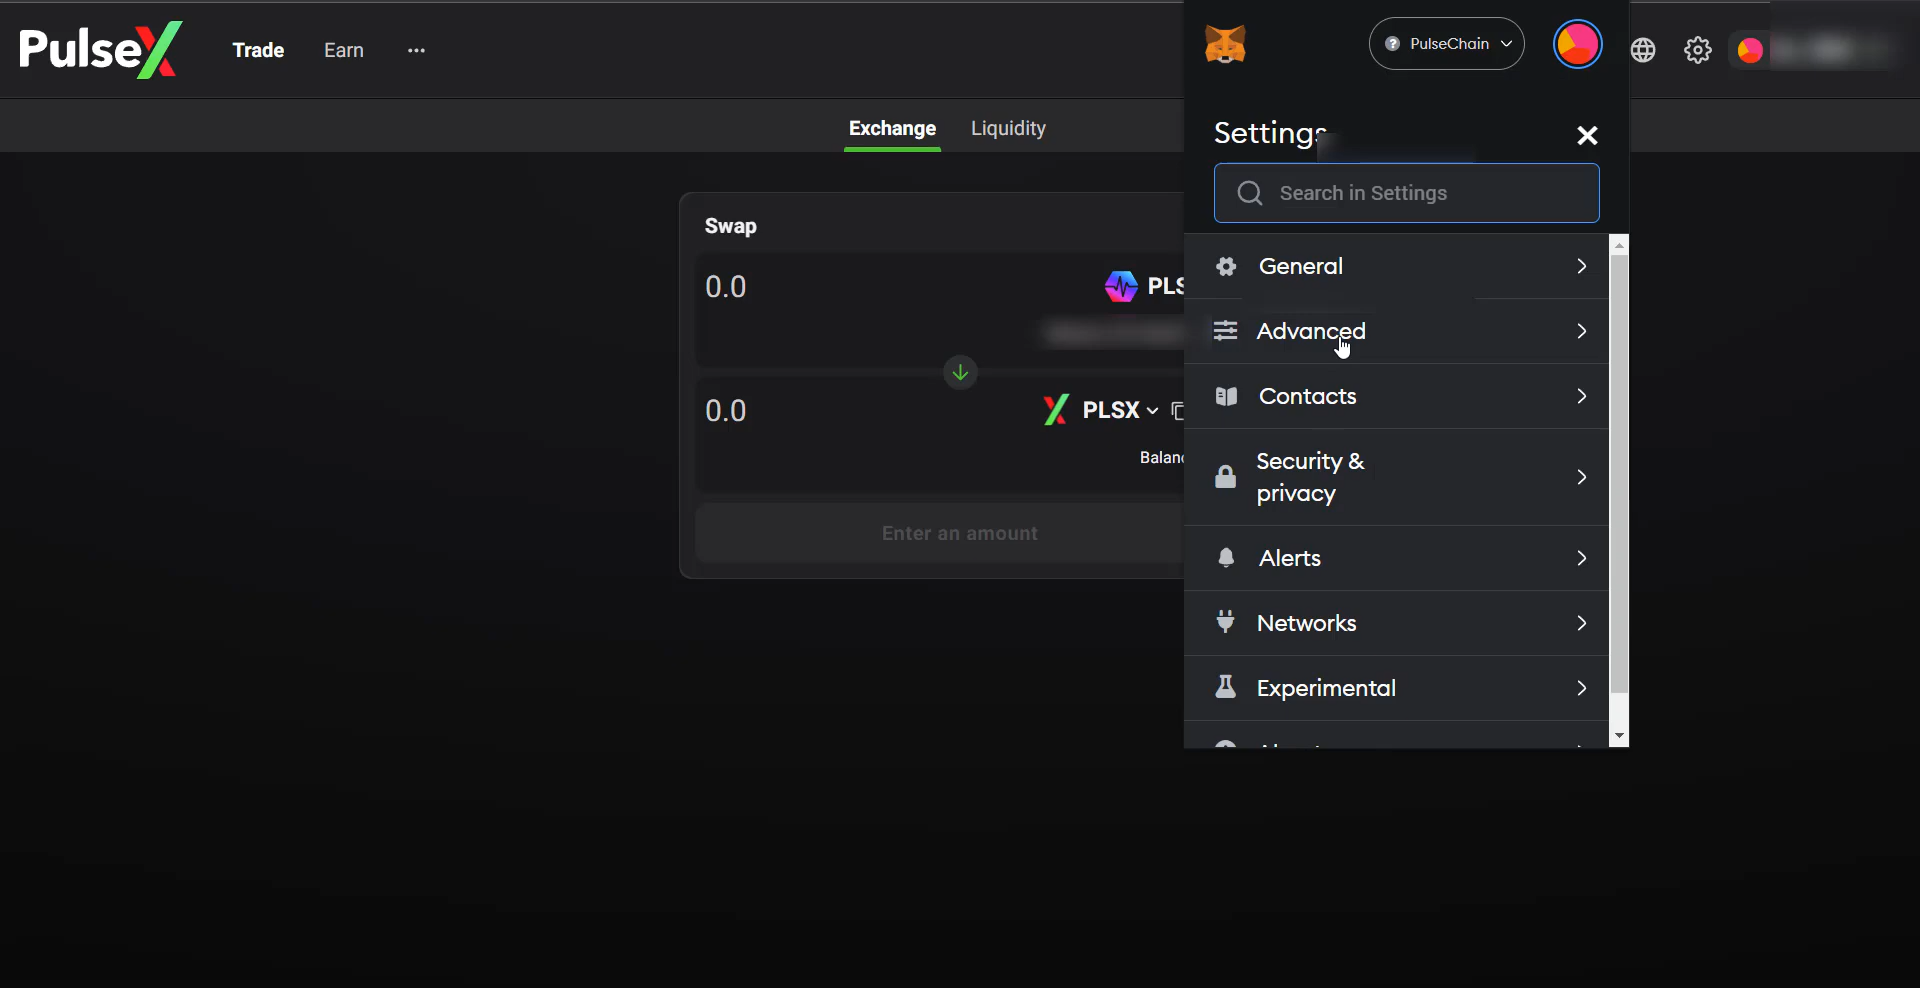 PulseX
Trade
Earn
PulseChain
Exchange
Liquidity
Settings
Search in Settings
Swap
0.0
PLS
0.0
PLSX
Enter an amount
General
Advanced
Contacts
Security &
privacy
Alerts
Networks
Experimental